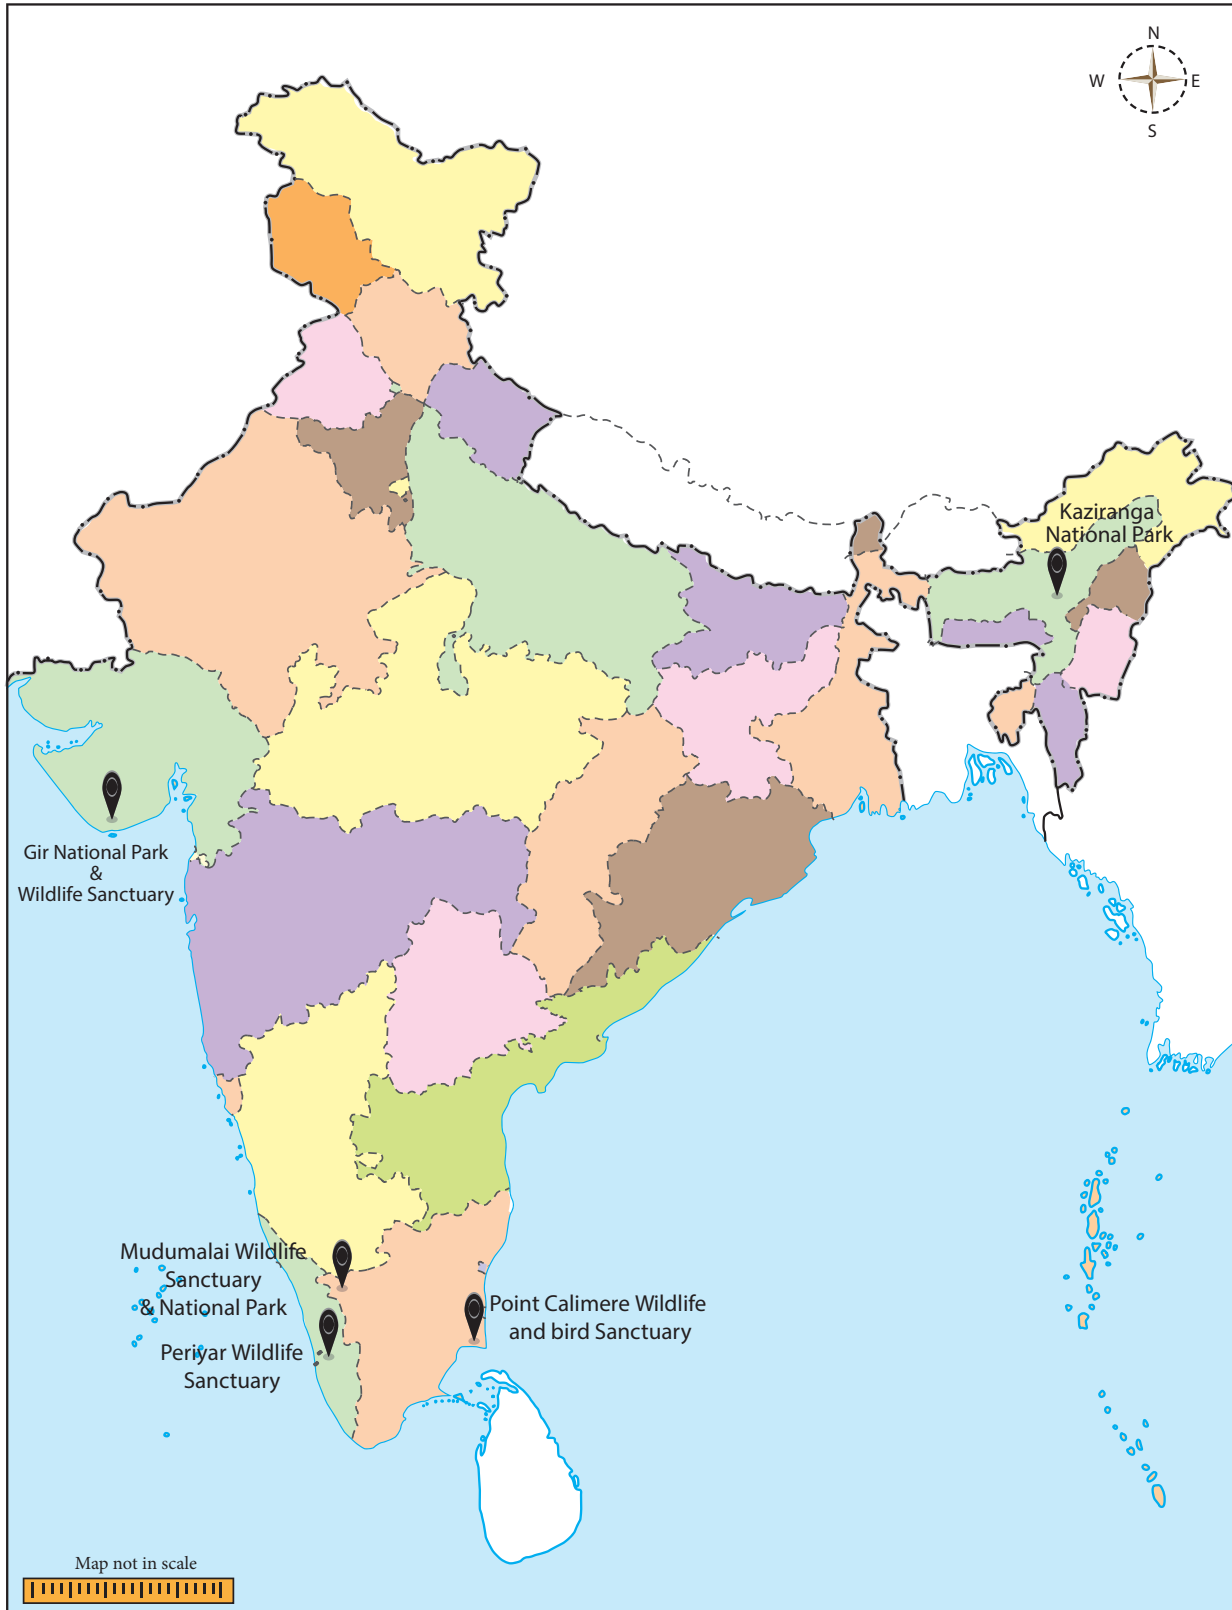 N
W E
S
Kaziranga
National Park
Gir National Park
&
Wildlife Sanctuary
Mudumalai Wildlife
Sanctuary
& National Park
Point Calimere Wildlife
and bird Sanctuary
Periyar Wildlife
Sanctuary
Map not in scale